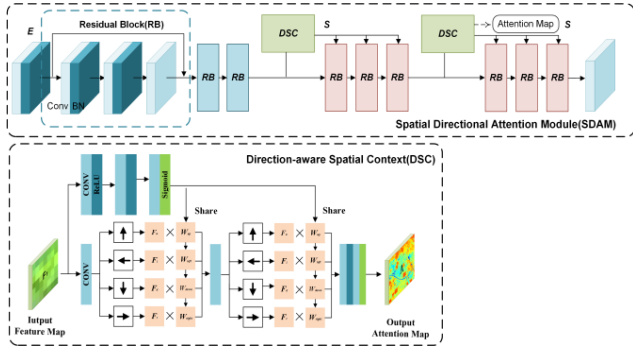 E
Residual Block(RB)
Conv BN
RB
RB
DSC
S
RB
RB
RB
DSC
Attention Map
S
RB
RB
RB
Spatial Directional Attention Module(SDAM)
Direction-aware Spatial Context(DSC)
CONV
ReLU
Sigmoid
Share
Share
CONV
Iutput
Feature Map
Output
Attention Map